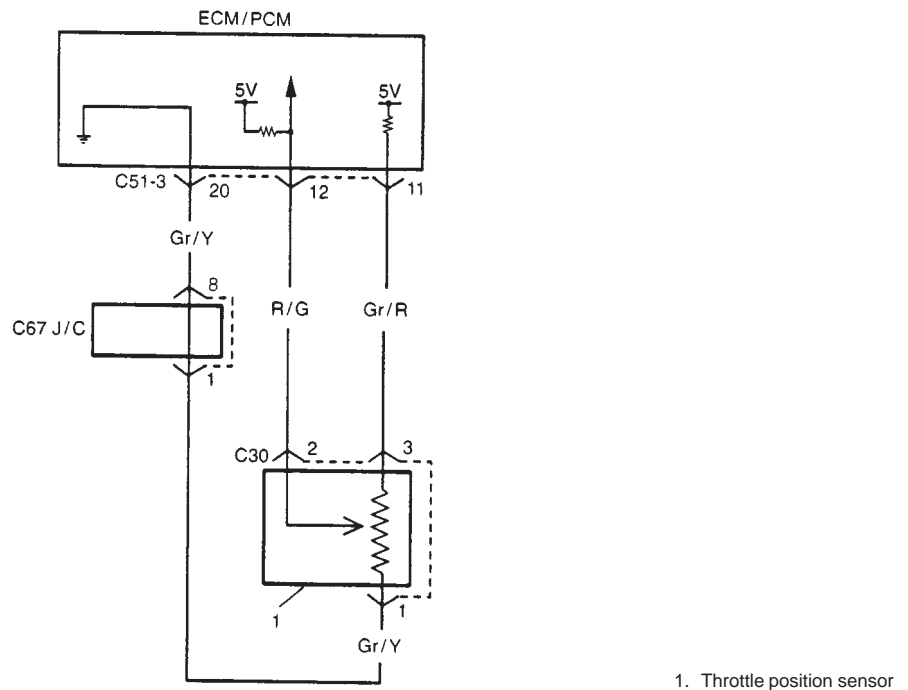 ECM/PCM
5V
5V
C51-3
20
12
11
Gr/Y
8
R/G
Gr/R
C67 J/C
1
C30
2
3
1
1
Gr/Y
1. Throttle position sensor